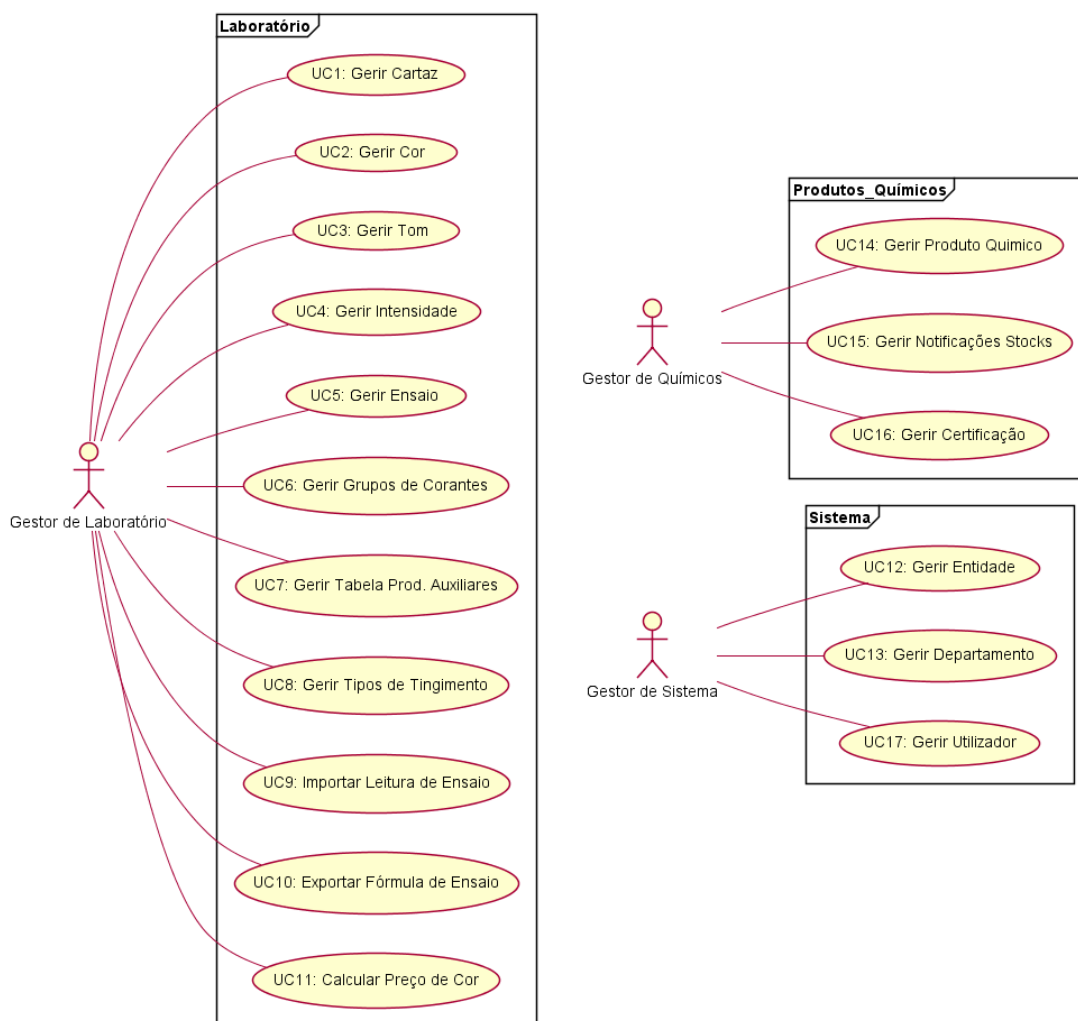 Laboratório
UC1: Gerir Cartaz
UC2: Gerir Cor
UC3: Gerir Tom
UC4: Gerir Intensidade
UC5: Gerir Ensaio
Gestor de Laboratório
UC6: Gerir Grupos de Corantes
UC7: Gerir Tabela Prod. Auxiliares
UC8: Gerir Tipos de Tingimento
UC9: Importar Leitura de Ensaio
UC10: Exportar Fórmula de Ensaio
UC11: Calcular Preço de Cor
Produtos_Químicos
UC14: Gerir Produto Quimico
UC15: Gerir Notificações Stocks
Gestor de Químicos
UC16: Gerir Certificação
Sistema
UC12: Gerir Entidade
UC13: Gerir Departamento
Gestor de Sistema
UC17: Gerir Utilizador